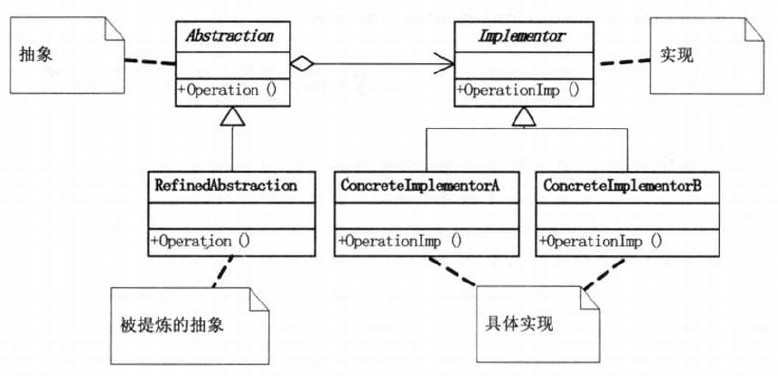 抽象
Abstraction
+Operation ()
Implementor
+OperationImp ()
实现
RefinedAbstraction
+Operation ()
ConcreteImplementorA
+OperationImp ()
ConcreteImplementorB
+OperationImp ()
被提炼的抽象
具体实现